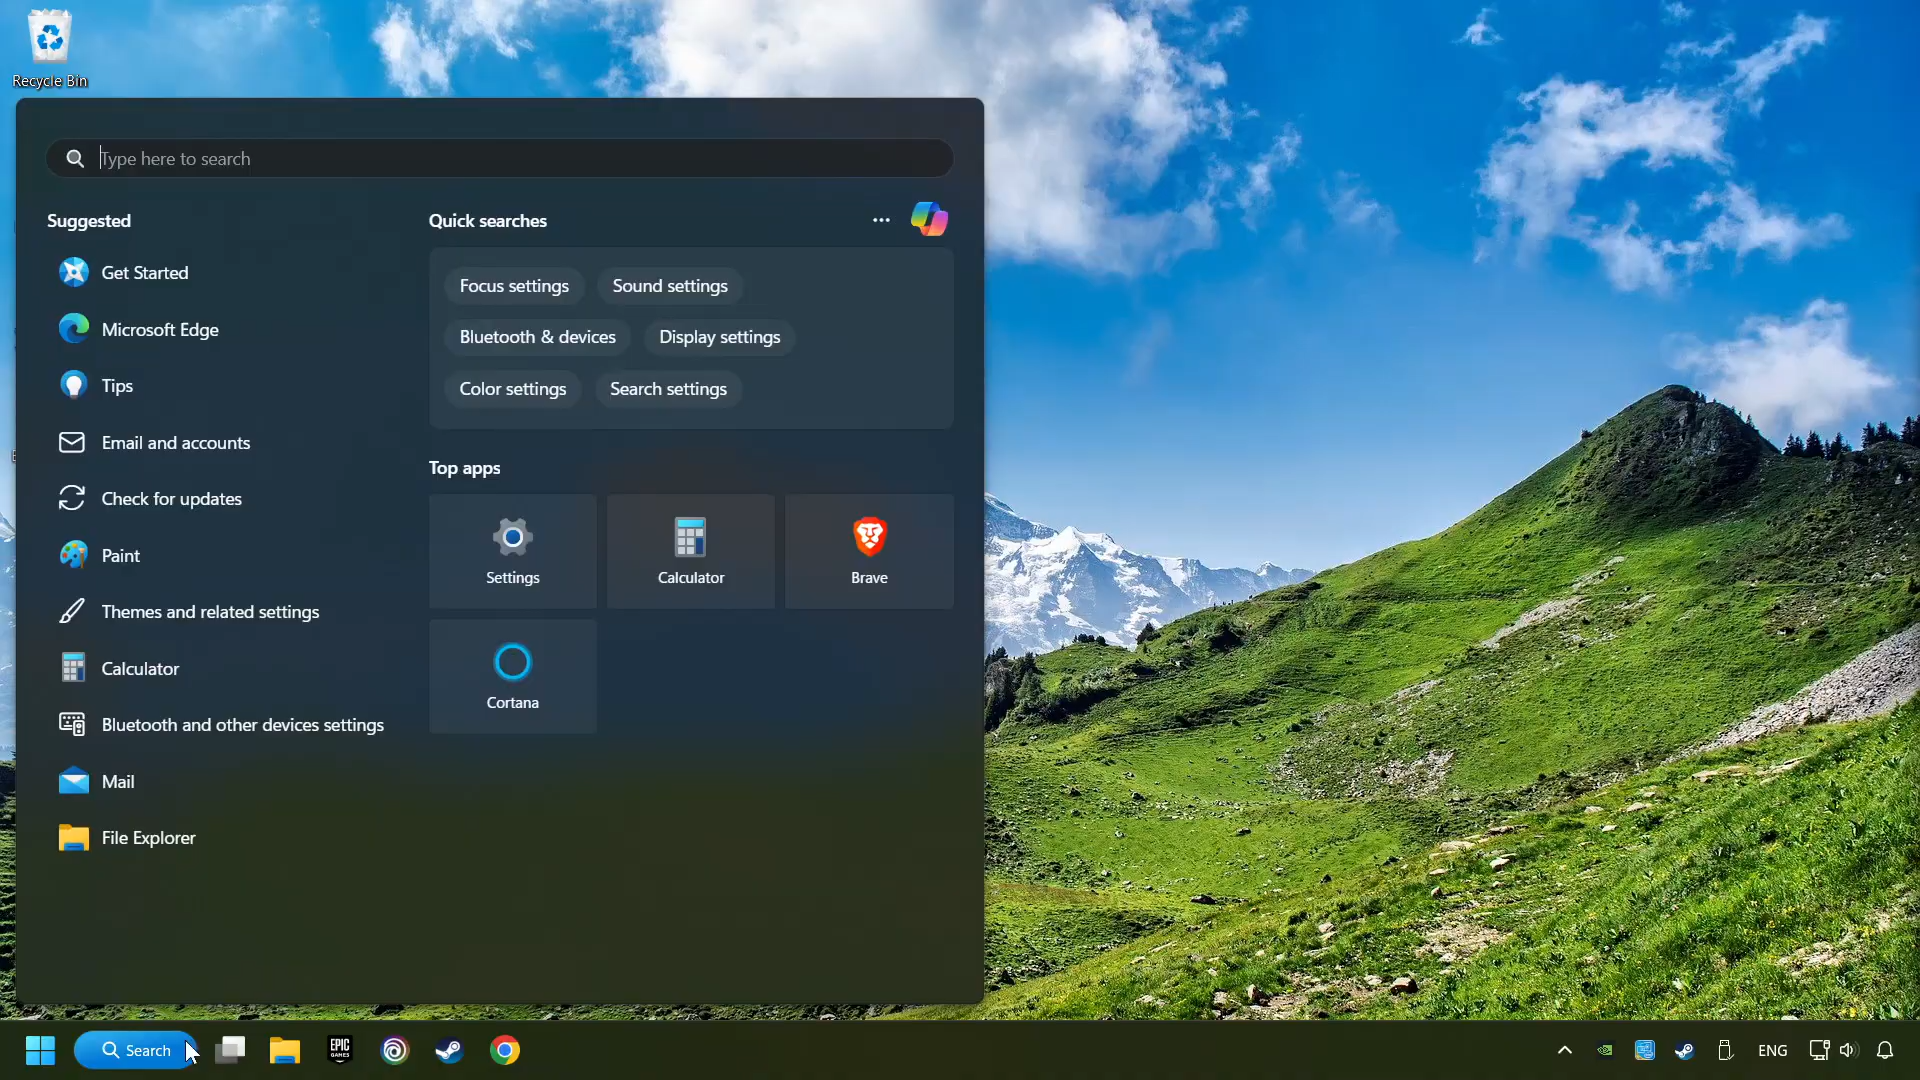 Recycle Bin
Type here to search
Suggested
Get Started
Microsoft Edge
Tips
Email and accounts
Check for updates
Paint
Themes and related settings
Calculator
Bluetooth and other devices settings
Mail
File Explorer
Quick searches
Focus settings
Sound settings
Bluetooth & devices
Display settings
Color settings
Search settings
Top apps
Settings
Calculator
Brave
Cortana
Search
EPIC
GAMES
ENG